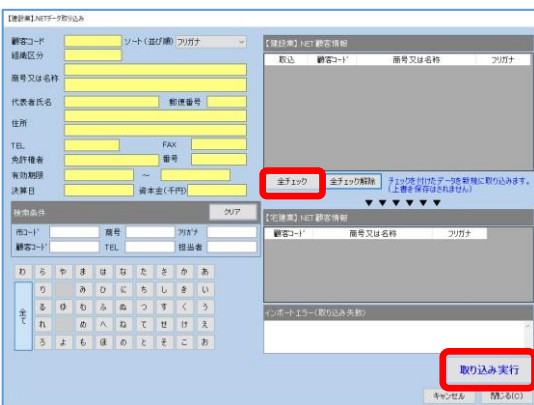 【建設業】.NETデータ取り込み
顧客コード ソート(並び順) フリガナ
組織区分
商号又は名称
代表者氏名 郵便番号
住所
TEL FAX
免許権者 番号
有効期限 ～
決算日 資本金(千円)
検索条件 クリア
市コード 商号 フリガナ
顧客コード TEL 担当者
わ ら や ま は な た さ か あ
り み ひ に ち し き い
る ゆ む ふ ぬ つ す く う
れ め へ ね て せ け え
ろ よ も ほ の と そ こ お
全て
【建設業】NET 顧客情報
取込 顧客コード 商号又は名称 フリガナ
全チェック 全チェック解除 チェックを付けたデータを新規に取り込みます。
(上書き保存はされません)
▼ ▼ ▼ ▼ ▼ ▼
【宅建業】NET 顧客情報
顧客コード 商号又は名称 フリガナ
インポートエラー(取り込み失敗)
取り込み実行
キャンセル 閉じる(C)